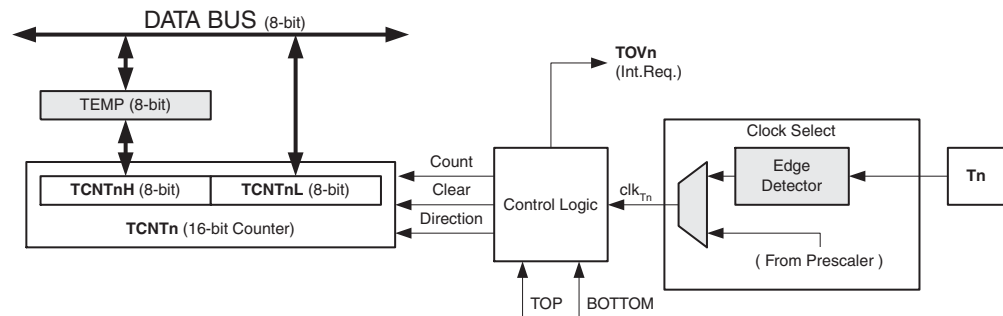 DATA BUS (8-bit)
TEMP (8-bit)
TCNTnH (8-bit)
TCNTnL (8-bit)
TCNTn (16-bit Counter)
Count
Clear
Direction
TOVn
(Int.Req.)
Control Logic
TOP
BOTTOM
clkTn
Clock Select
Edge
Detector
( From Prescaler )
Tn